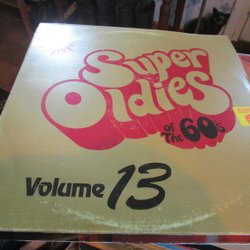 Super
Oldies
of
The 60's
Volume 13